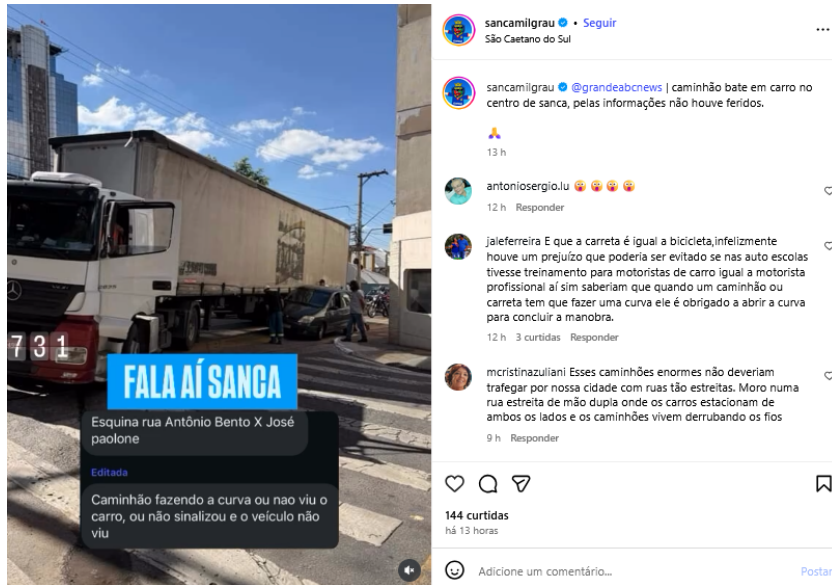 731
FALA AÍ SANCA
Esquina rua Antônio Bento X José
paolone
Editada
Caminhão fazendo a curva ou nao viu o
carro, ou não sinalizou e o veículo não
viu
sancamilgrau • Seguir
São Caetano do Sul
sancamilgrau @grandeabcnews | caminhão bate em carro no
centro de sanca, pelas informações não houve feridos.
13 h
antoniosergio.lu
12 h Responder
jaleferreira E que a carreta é igual a bicicleta,infelizmente
houve um prejuízo que poderia ser evitado se nas auto escolas
tivesse treinamento para motoristas de carro igual a motorista
profissional aí sim saberiam que quando um caminhão ou
carreta tem que fazer uma curva ele é obrigado a abrir a curva
para concluir a manobra.
12 h 3 curtidas Responder
mcristinazuliani Esses caminhões enormes não deveriam
trafegar por nossa cidade com ruas tão estreitas. Moro numa
rua estreita de mão dupla onde os carros estacionam de
ambos os lados e os caminhões vivem derrubando os fios
9 h Responder
144 curtidas
há 13 horas
Adicione um comentário...
Postar